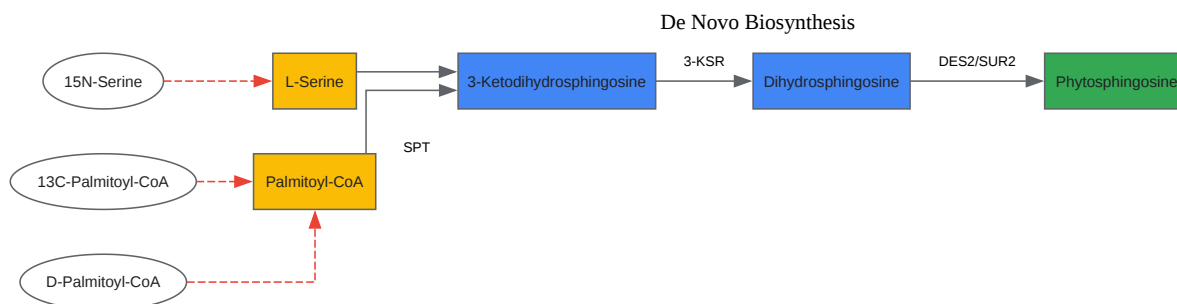 De Novo Biosynthesis
15N-Serine
L-Serine
3-Ketodihydrosphingosine
3-KSR
Dihydrosphingosine
DES2/SUR2
Phytosphingosine
SPT
13C-Palmitoyl-CoA
Palmitoyl-CoA
D-Palmitoyl-CoA